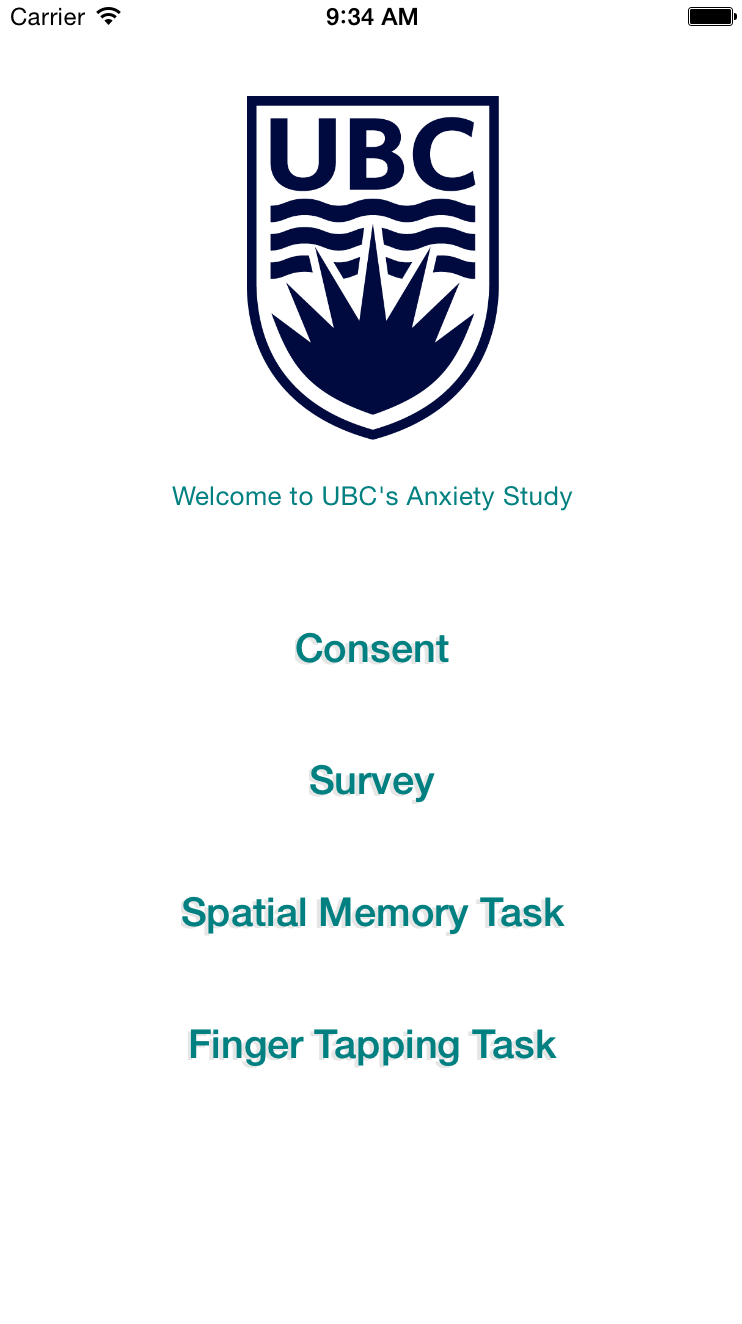 Carrier 9:34 AM
UBC
Welcome to UBC's Anxiety Study
Consent
Survey
Spatial Memory Task
Finger Tapping Task